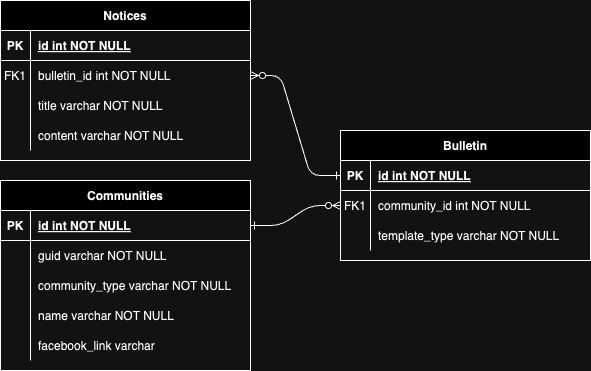 Notices
PK id int NOT NULL
FK1 bulletin_id int NOT NULL
title varchar NOT NULL
content varchar NOT NULL
Bulletin
PK id int NOT NULL
FK1 community_id int NOT NULL
template_type varchar NOT NULL
Communities
PK id int NOT NULL
guid varchar NOT NULL
community_type varchar NOT NULL
name varchar NOT NULL
facebook_link varchar